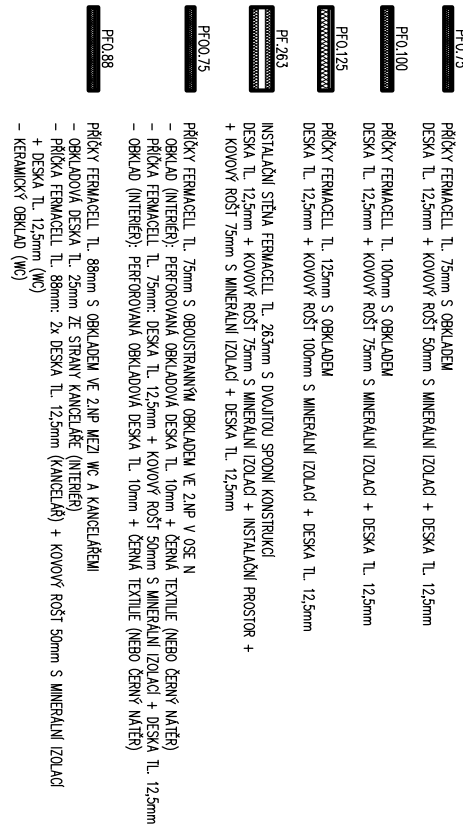 PFO.75
PŘÍČKY FERMACELL TL. 75mm S OBKLADEM
DESKA TL. 12,5mm + KOVOVÝ ROŠT 50mm S MINERÁLNÍ IZOLACÍ + DESKA TL. 12,5mm
PFO.100
PŘÍČKY FERMACELL TL. 100mm S OBKLADEM
DESKA TL. 12,5mm + KOVOVÝ ROŠT 75mm S MINERÁLNÍ IZOLACÍ + DESKA TL. 12,5mm
PFO.125
PŘÍČKY FERMACELL TL. 125mm S OBKLADEM
DESKA TL. 12,5mm + KOVOVÝ ROŠT 100mm S MINERÁLNÍ IZOLACÍ + DESKA TL. 12,5mm
PF.263
INSTALAČNÍ STĚNA FERMACELL TL. 263mm S DVOJITOU SPODNÍ KONSTRUKCÍ
DESKA TL. 12,5mm + KOVOVÝ ROŠT 75mm S MINERÁLNÍ IZOLACÍ + INSTALAČNÍ PROSTOR +
+ KOVOVÝ ROŠT 75mm S MINERÁLNÍ IZOLACÍ + DESKA TL. 12,5mm
PFOO.75
PŘÍČKY FERMACELL TL. 75mm S OBOUSTRANNÝM OBKLADEM VE 2.NP V OSE N
- OBKLAD (INTERIÉR): PERFOROVANÁ OBKLADOVÁ DESKA TL. 10mm + ČERNÁ TEXTILIE (NEBO ČERNÝ NÁTĚR)
- PŘÍČKA FERMACELL TL. 75mm: DESKA TL. 12,5mm + KOVOVÝ ROŠT 50mm S MINERÁLNÍ IZOLACÍ + DESKA TL. 12,5mm
- OBKLAD (INTERIÉR): PERFOROVANÁ OBKLADOVÁ DESKA TL. 10mm + ČERNÁ TEXTILIE (NEBO ČERNÝ NÁTĚR)
PFO.88
PŘÍČKY FERMACELL TL. 88mm S OBKLADEM VE 2.NP MEZI WC A KANCELÁŘEMI
- OBKLADOVÁ DESKA TL. 25mm ZE STRANY KANCELÁŘE (INTERIÉR)
- PŘÍČKA FERMACELL TL. 88mm: 2x DESKA TL. 12,5mm (KANCELÁŘ) + KOVOVÝ ROŠT 50mm S MINERÁLNÍ IZOLACÍ
+ DESKA TL. 12,5mm (WC)
- KERAMICKÝ OBKLAD (WC)